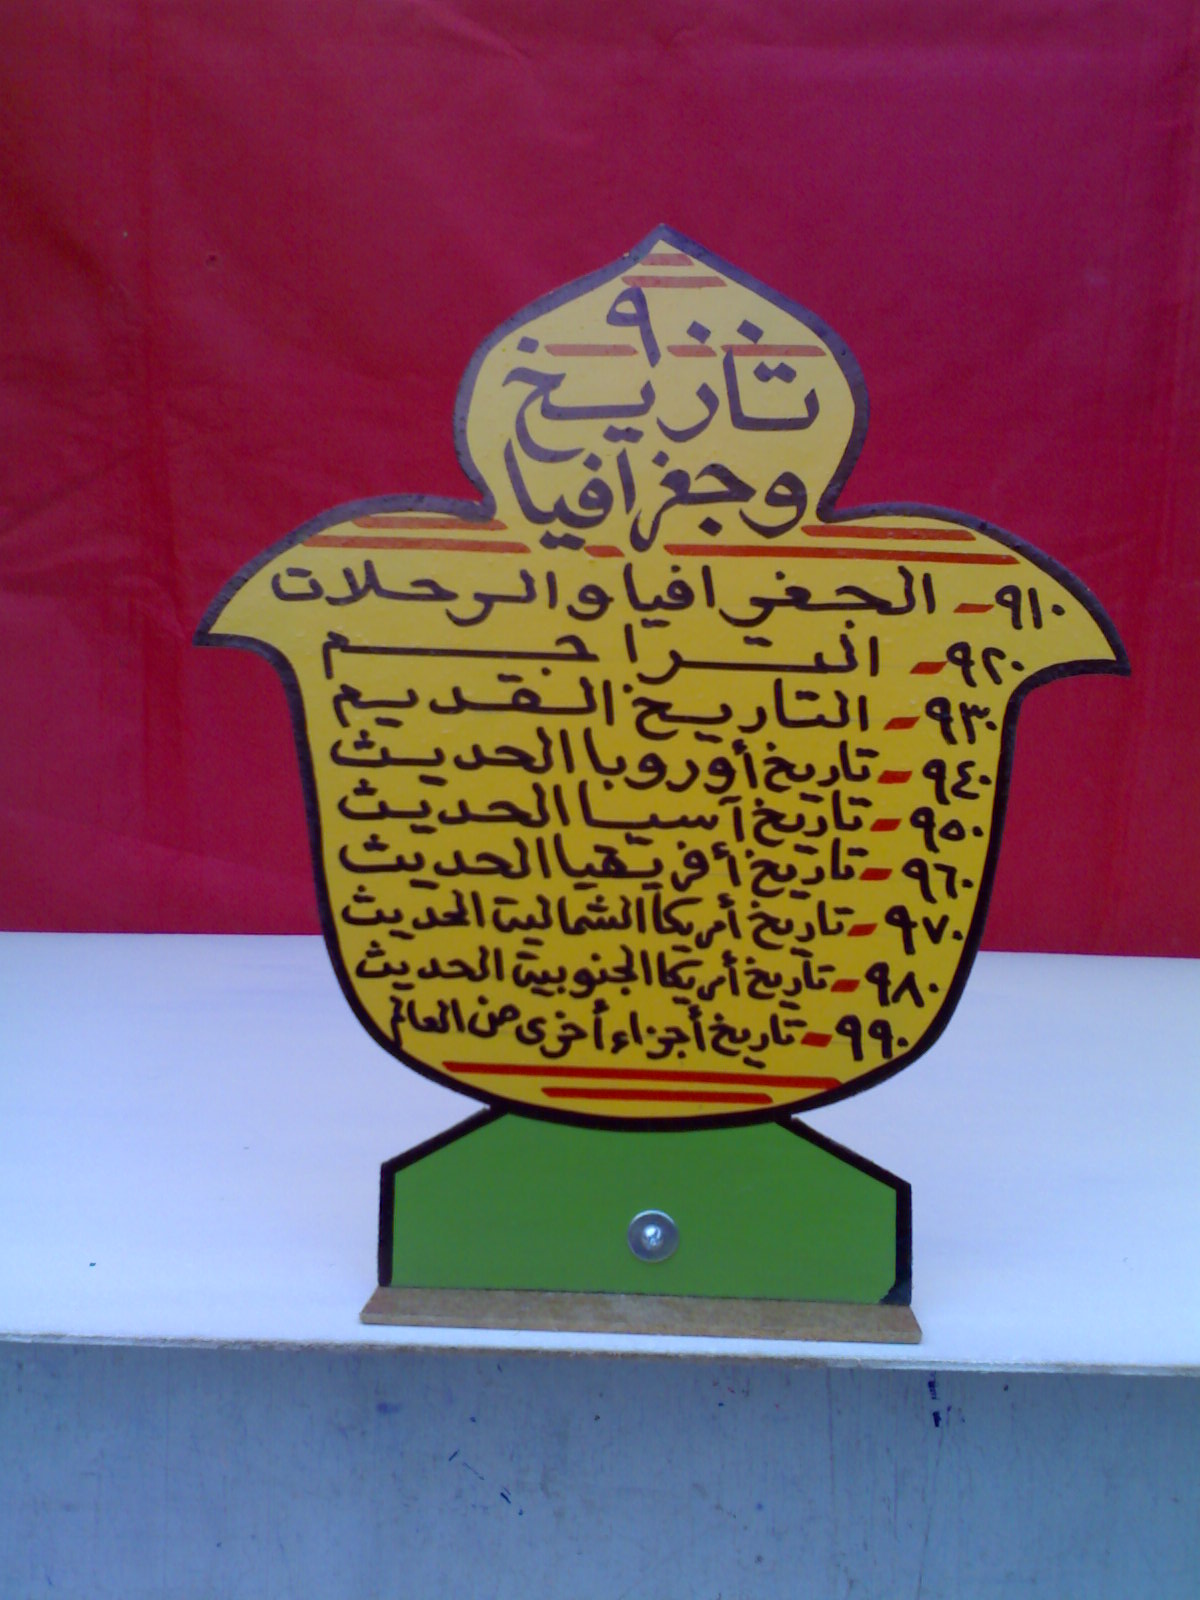 ٩٠٠
تاريخ
وجغرافيا
٩١٠- الجغرافيا والرحلات
٩٢٠- التراجم
٩٣٠- التاريخ القديم
٩٤٠- تاريخ أوروبا الحديث
٩٥٠- تاريخ آسيا الحديث
٩٦٠- تاريخ أفريقيا الحديث
٩٧٠- تاريخ أمريكا الشمالية الحديث
٩٨٠- تاريخ أمريكا الجنوبية الحديث
٩٩٠- تاريخ أجزاء أخرى من العالم